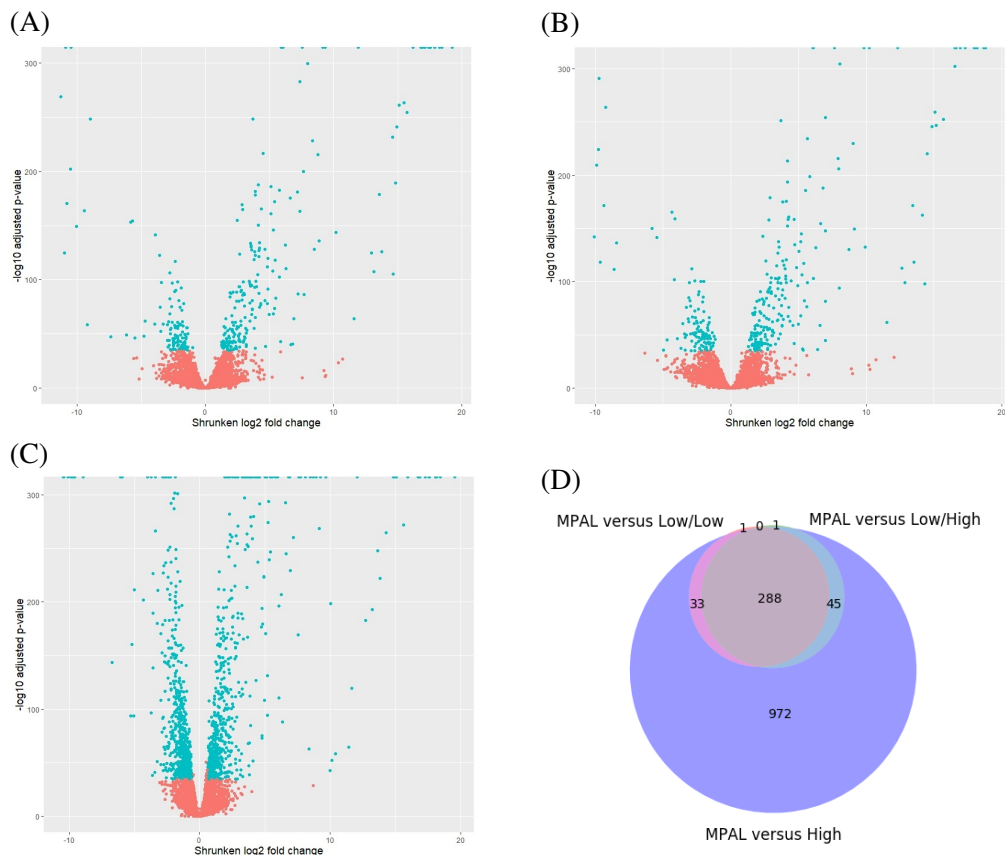 (A)
(B)
300
200
100
0
-10
0
10
20
-log10 adjusted p-value
Shrunken log2 fold change
300
200
100
0
-10
0
10
20
-log10 adjusted p-value
Shrunken log2 fold change
(C)
(D)
300
200
100
0
-10
0
10
20
-log10 adjusted p-value
Shrunken log2 fold change
MPAL versus Low/Low
1 0 1
MPAL versus Low/High
33
288
45
972
MPAL versus High